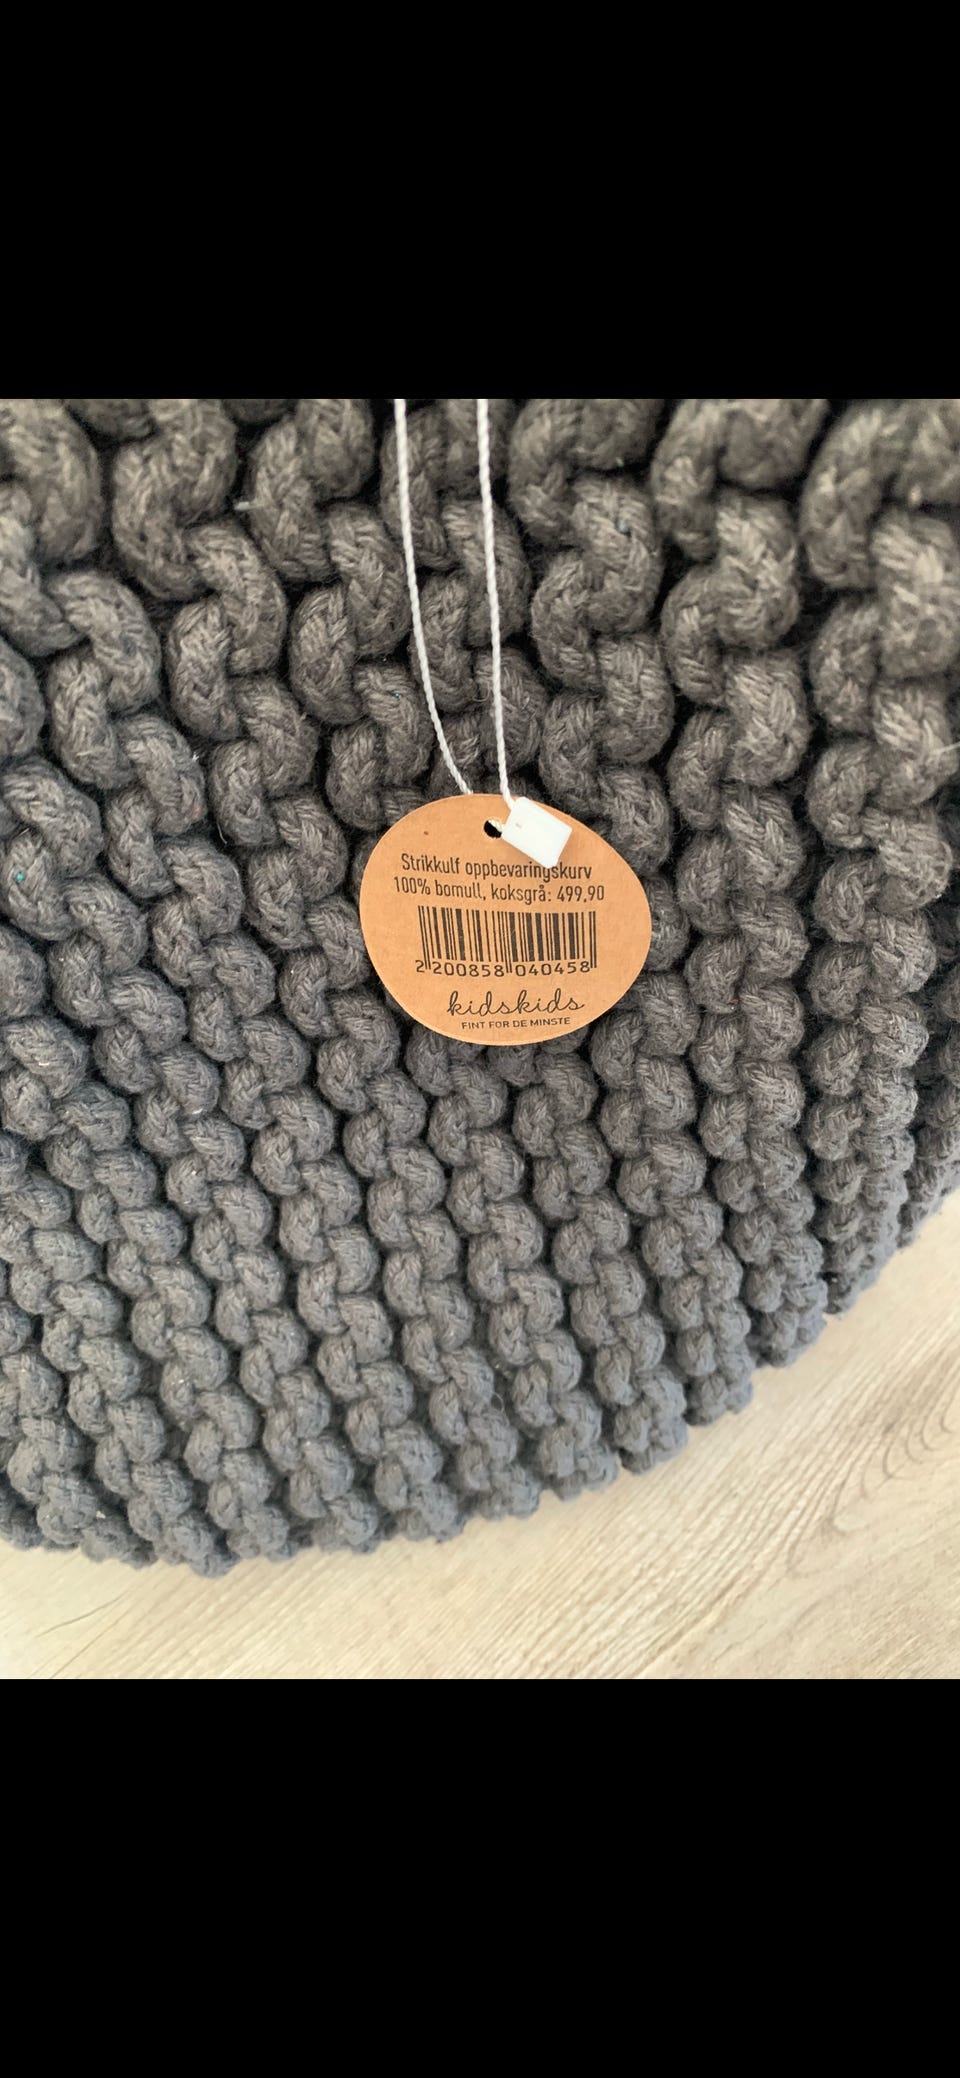 Strikkulf oppbevaringskurv
100% bomull, koksgrå: 499,90
2 200858 040458
kidskids
FINT FOR DE MINSTE